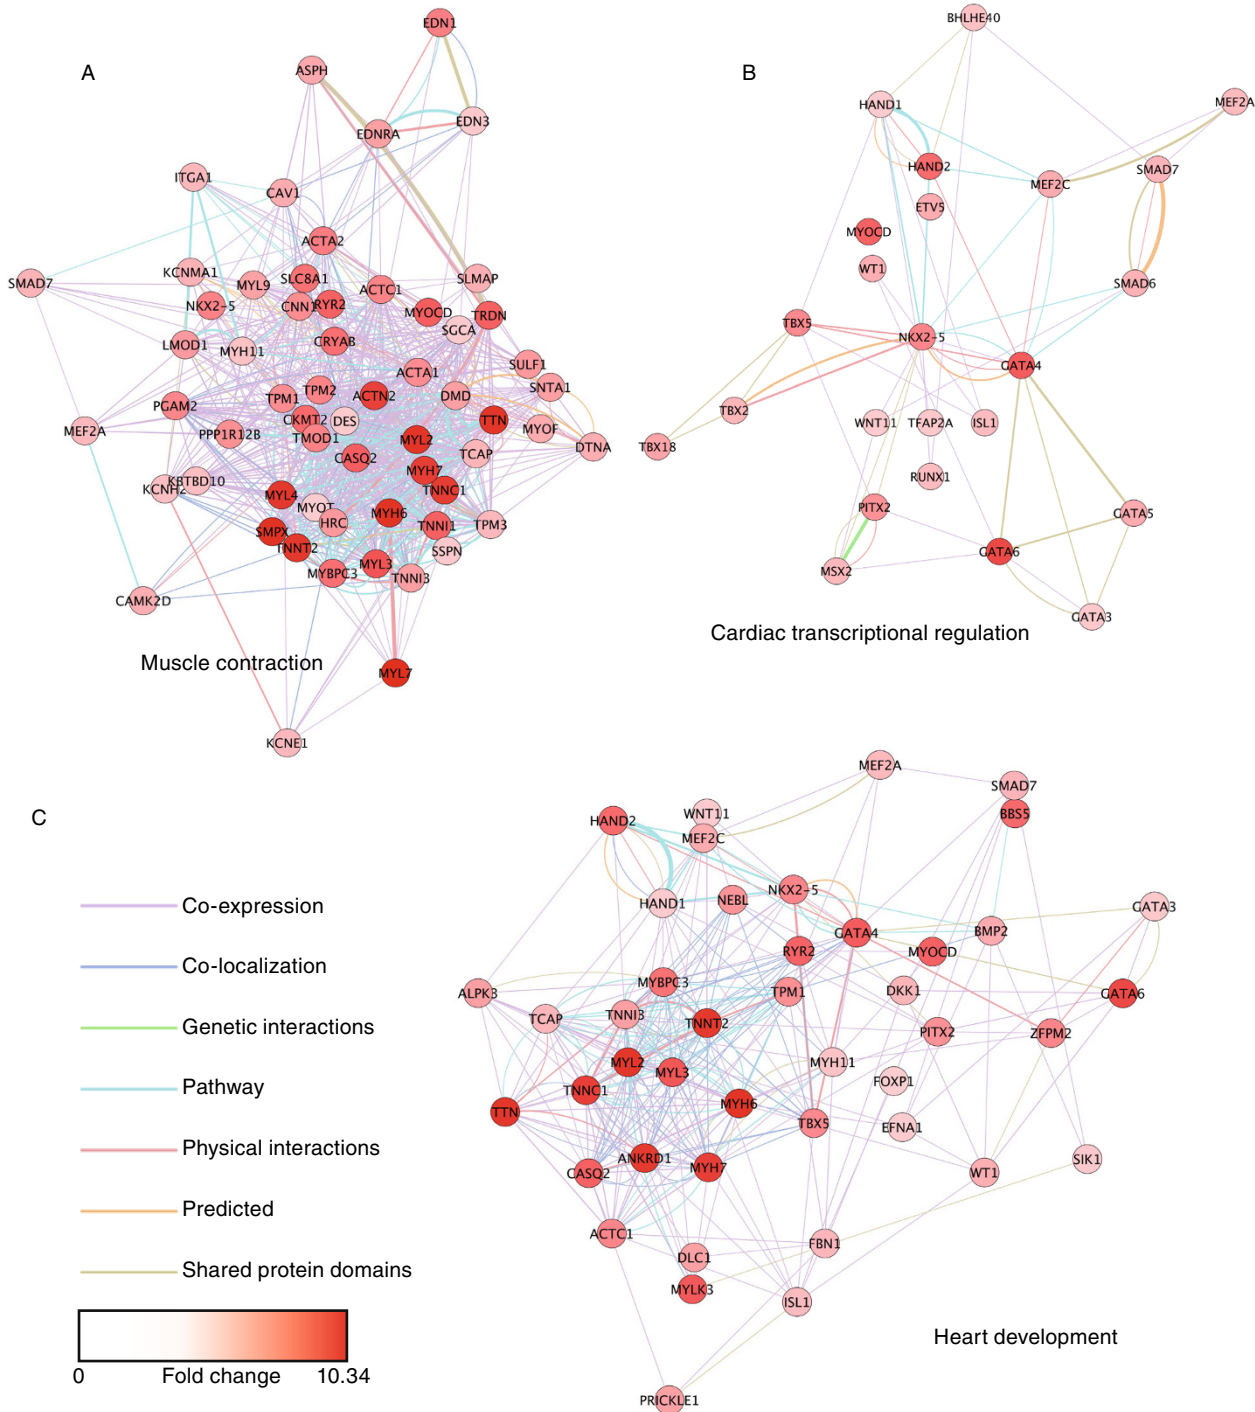 A
EDN1
ASPH
EDNRA
EDN3
ITGA1
CAV1
ACTA2
SMAD7
KCNMA1
MYL9
SLC8A1
ACTC1
SLMAP
NKX2-5
CNN1
RYR2
MYOCD
TRDN
SGCA
LMOD1
MYH11
CRYAB
ACTA1
SULF1
SNTA1
TPM1
TPM2
ACTN2
DMD
PGAM2
CKMT2
DES
TTN
MYOF
MEF2A
PPP1R12B
TMOD1
MYL2
DTNA
CASQ2
TCAP
MYH7
KCNH2
KBTBD10
TNNC1
MYL4
MYOT
HRC
MYH6
TNNI1
TPM3
SMPX
TNNT2
SSPN
MYBPC3
MYL3
TNNI3
CAMK2D
Muscle contraction
MYL7
KCNE1
B
BHLHE40
HAND1
MEF2A
HAND2
MEF2C
SMAD7
ETV5
MYOCD
WT1
SMAD6
TBX5
NKX2-5
GATA4
TBX2
WNT11
TFAP2A
ISL1
TBX18
RUNX1
PITX2
GATA5
GATA6
MSX2
GATA3
Cardiac transcriptional regulation
C
MEF2A
SMAD7
WNT11
BBS5
HAND2
MEF2C
NKX2-5
HAND1
NEBL
GATA3
GATA4
BMP2
RYR2
MYOCD
MYBPC3
ALPK3
TPM1
DKK1
GATA6
TCAP
TNNI3
TNNT2
PITX2
ZFPM2
MYL2
MYL3
MYH11
FOXP1
TNNC1
TTN
MYH6
TBX5
EFNA1
ANKRD1
CASQ2
MYH7
WT1
SIK1
ACTC1
FBN1
DLC1
MYLK3
ISL1
PRICKLE1
Heart development
Co-expression
Co-localization
Genetic interactions
Pathway
Physical interactions
Predicted
Shared protein domains
0 Fold change 10.34